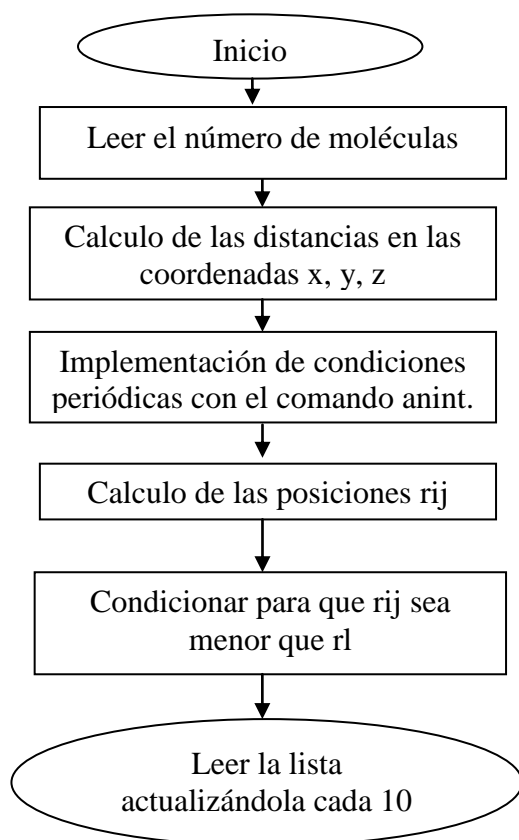 Inicio
Leer el número de moléculas
Calculo de las distancias en las
coordenadas x, y, z
Implementación de condiciones
periódicas con el comando anint.
Calculo de las posiciones rij
Condicionar para que rij sea
menor que rl
Leer la lista
actualizándola cada 10